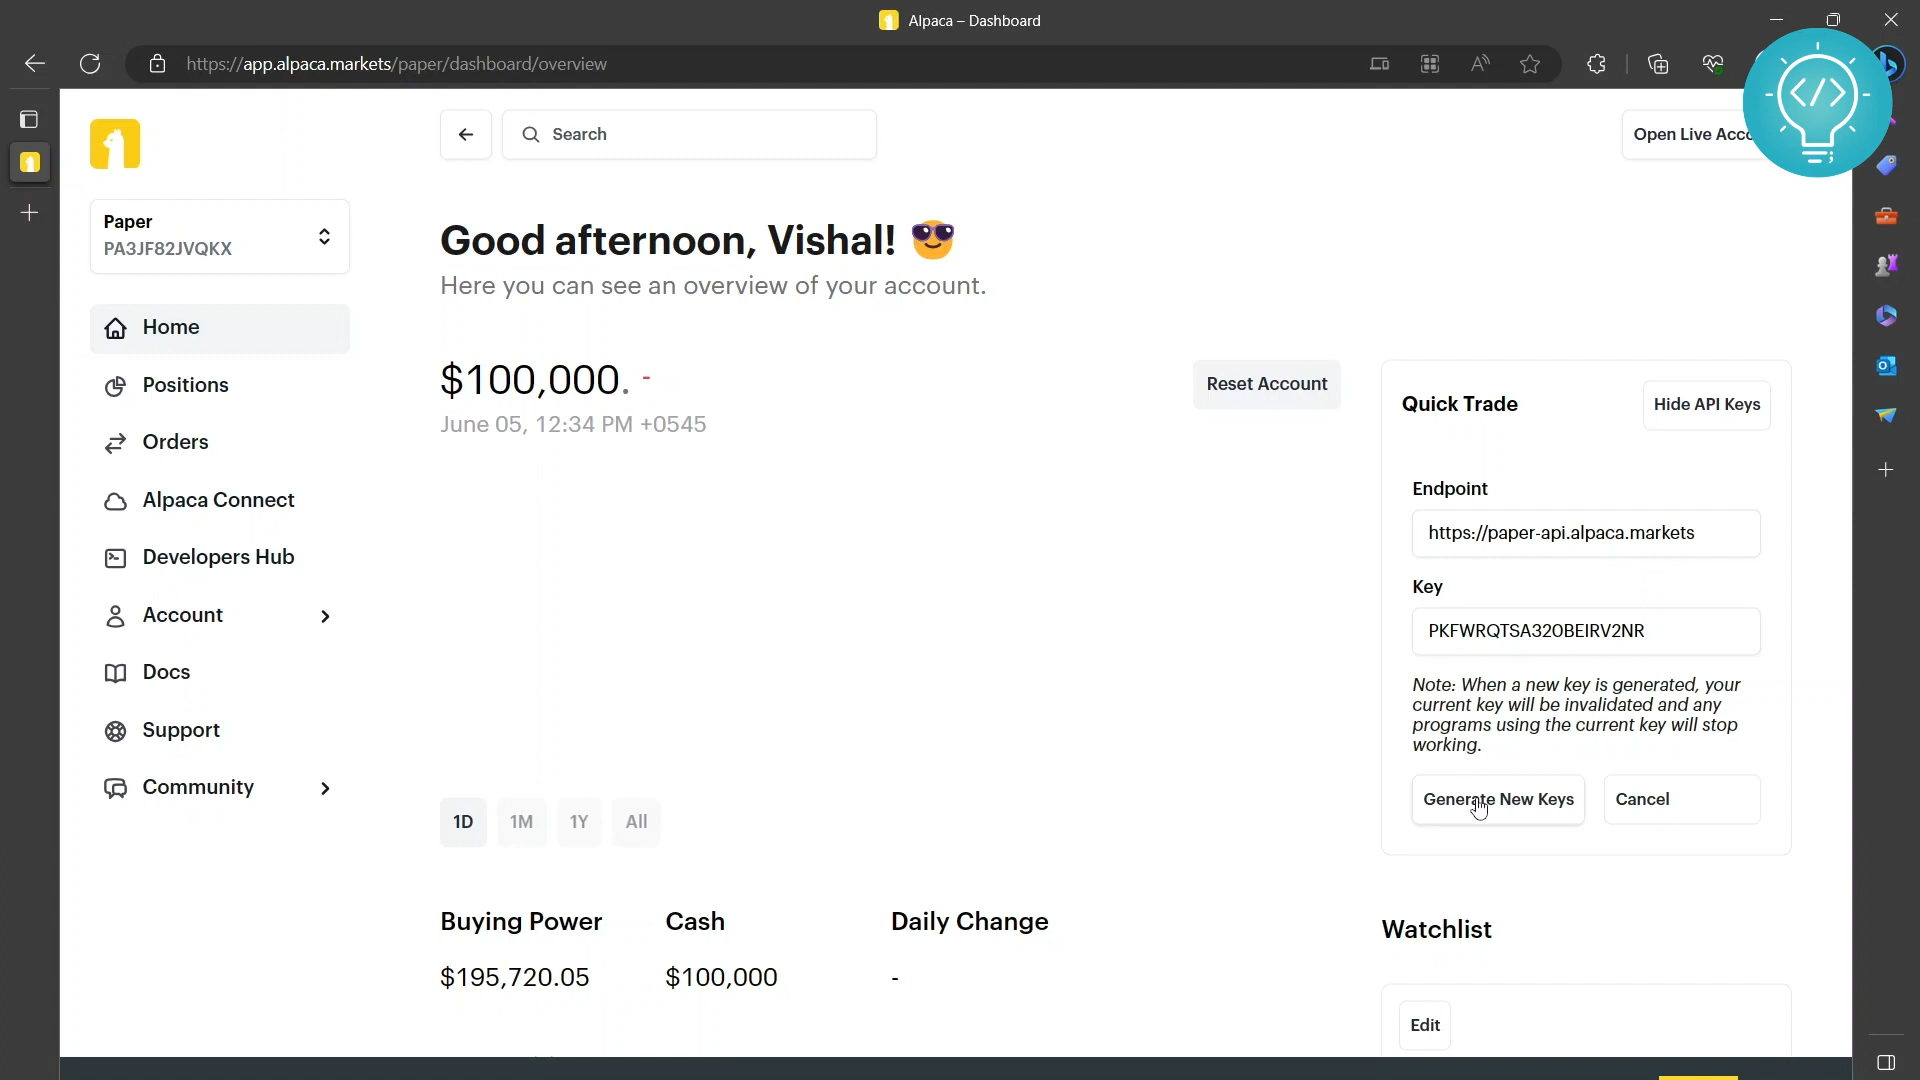 Alpaca – Dashboard
https://app.alpaca.markets/paper/dashboard/overview
Search
Open Live Acco
</>
Paper
PA3JF82JVQKX
Good afternoon, Vishal! 😎
Here you can see an overview of your account.
Home
Positions
Orders
Alpaca Connect
Developers Hub
Account
Docs
Support
Community
$100,000. -
June 05, 12:34 PM +0545
Reset Account
1D 1M 1Y All
Buying Power Cash Daily Change
$195,720.05 $100,000 -
Quick Trade
Hide API Keys
Endpoint
https://paper-api.alpaca.markets
Key
PKFWRQTSA32OBEIRV2NR
Note: When a new key is generated, your
current key will be invalidated and any
programs using the current key will stop
working.
Generate New Keys
Cancel
Watchlist
Edit